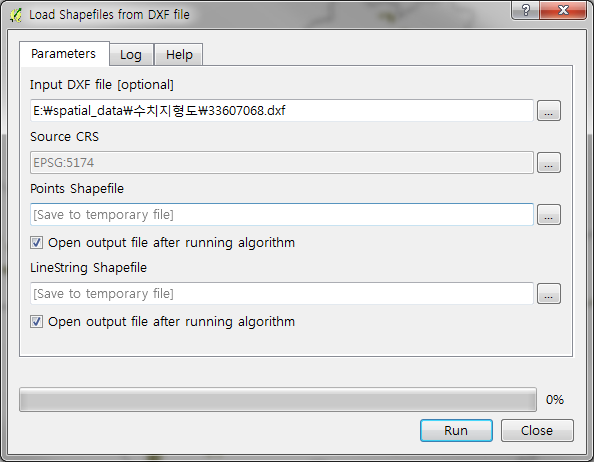 Load Shapefiles from DXF file
?
Parameters
Log
Help
Input DXF file [optional]
E:₩spatial_data₩수치지형도₩33607068.dxf
...
Source CRS
EPSG:5174
...
Points Shapefile
[Save to temporary file]
...
Open output file after running algorithm
LineString Shapefile
[Save to temporary file]
...
Open output file after running algorithm
0%
Run
Close